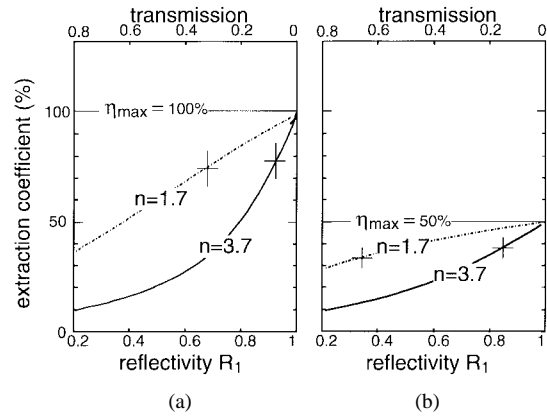 transmission
0.8 0.6 0.4 0.2 0
transmission
0.8 0.6 0.4 0.2 0
extraction coefficient (%)
100
50
0
ηmax = 100%
n=1.7
n=3.7
ηmax = 50%
n=1.7
n=3.7
0.2 0.4 0.6 0.8 1
reflectivity R1
0.2 0.4 0.6 0.8 1
reflectivity R1
(a)
(b)